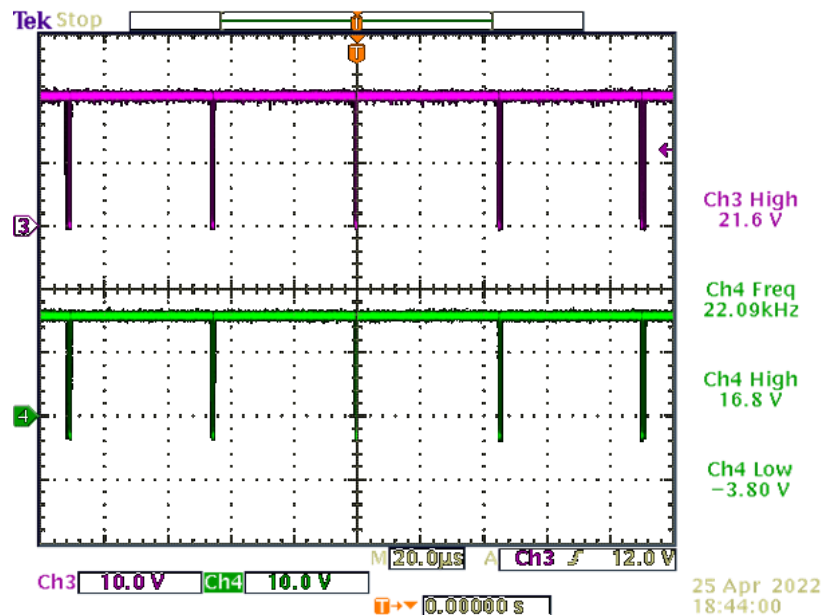 Tek Stop
T
T
3
Ch3 High
21.6 V
Ch4 Freq
22.09kHz
Ch4 High
16.8 V
4
Ch4 Low
−3.80 V
M 20.0µs A Ch3 ƒ 12.0 V
Ch3 10.0 V Ch4 10.0 V
25 Apr 2022
T→▼ 0.00000 s
18:44:00